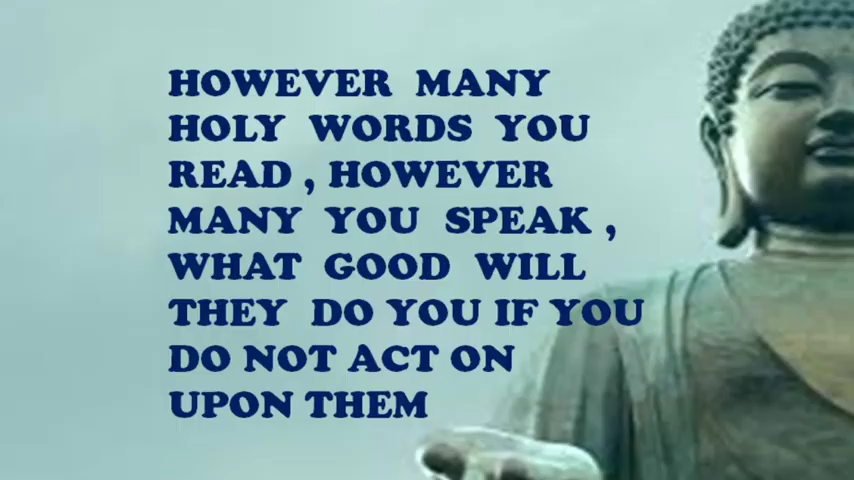 HOWEVER MANY
HOLY WORDS YOU
READ , HOWEVER
MANY YOU SPEAK ,
WHAT GOOD WILL
THEY DO YOU IF YOU
DO NOT ACT ON
UPON THEM